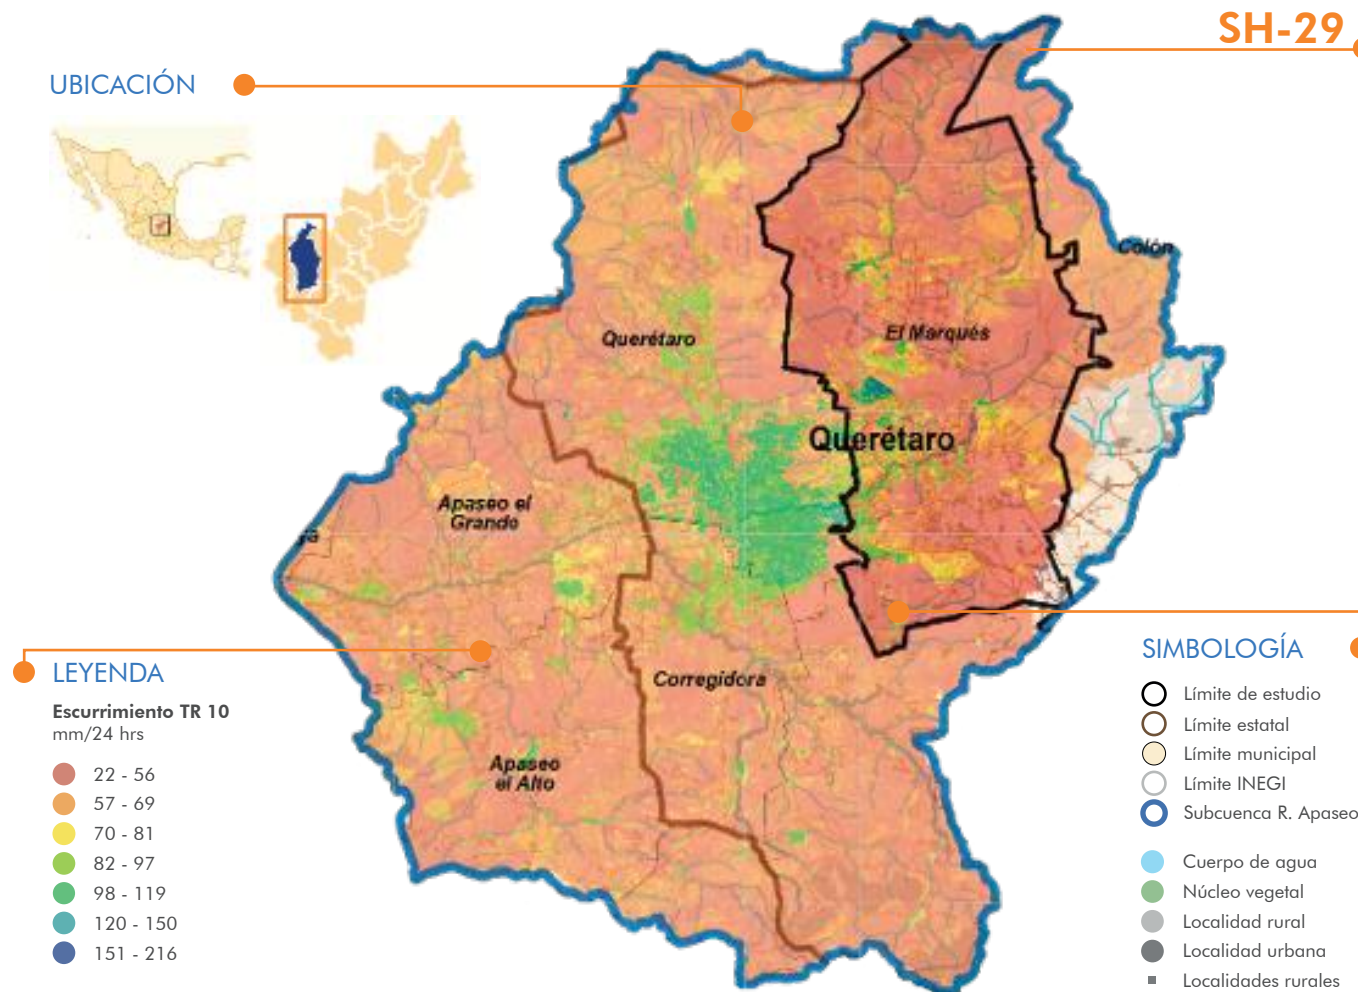 SH-29
UBICACIÓN
Colón
Querétaro
El Marqués
Querétaro
Apaseo el
Grande
Corregidora
Apaseo
el Alto
LEYENDA
Escurrimiento TR 10
mm/24 hrs
22 - 56
57 - 69
70 - 81
82 - 97
98 - 119
120 - 150
151 - 216
SIMBOLOGÍA
Límite de estudio
Límite estatal
Límite municipal
Límite INEGI
Subcuenca R. Apaseo
Cuerpo de agua
Núcleo vegetal
Localidad rural
Localidad urbana
Localidades rurales